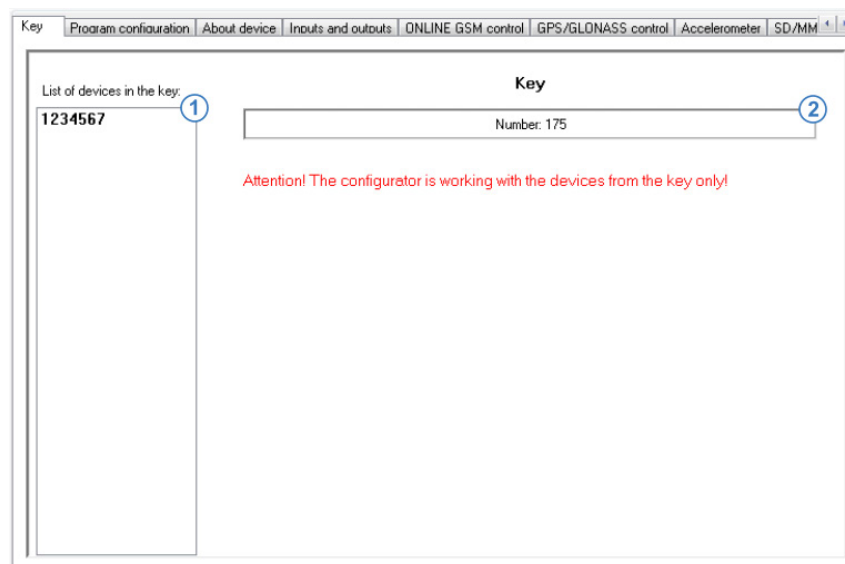 Key Program configuration About device Inputs and outputs ONLINE GSM control GPS/GLONASS control Accelerometer SD/MM
Key
List of devices in the key:
1
2
1234567
Number: 175
Attention! The configurator is working with the devices from the key only!